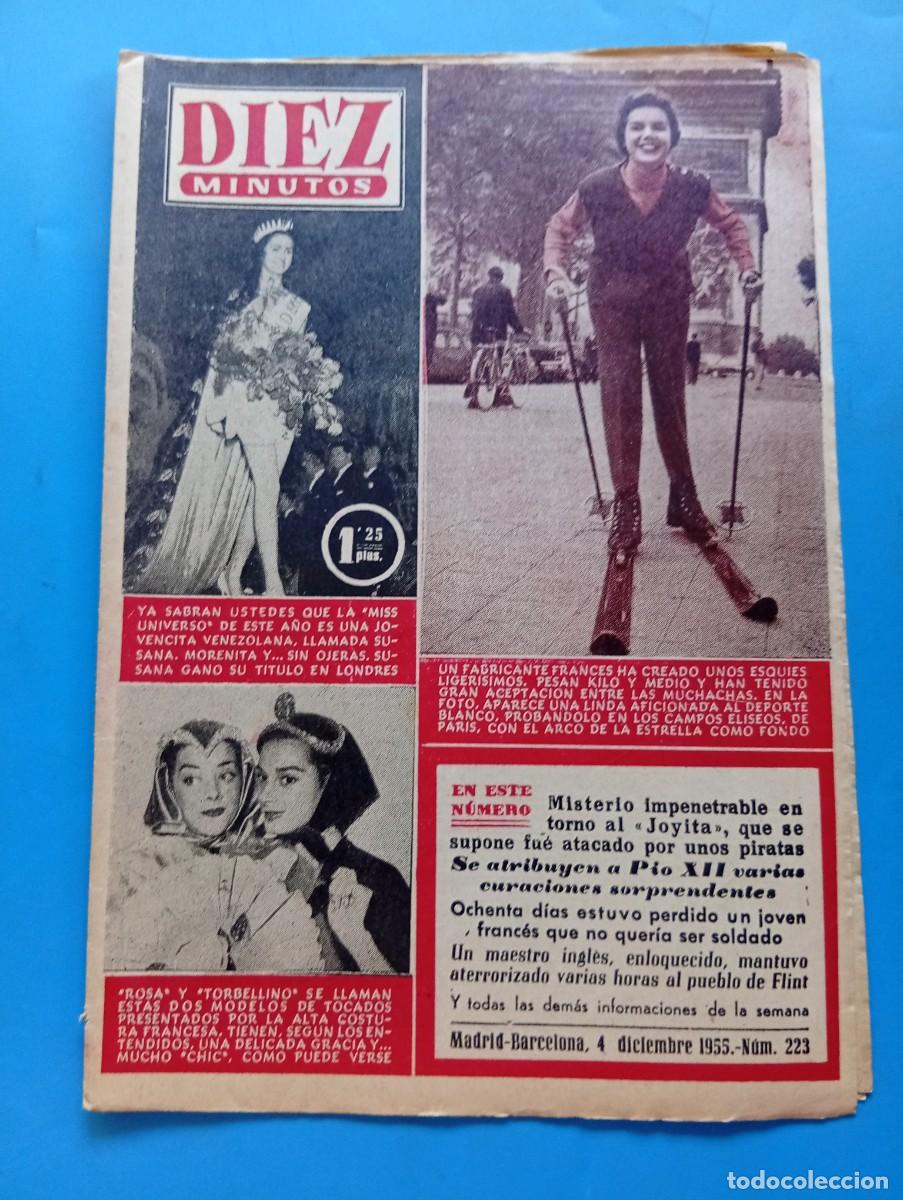 DIEZ
MINUTOS
1'25
ptas.
YA SABRAN USTEDES QUE LA "MISS
UNIVERSO" DE ESTE AÑO ES UNA JO-
VENCITA VENEZOLANA, LLAMADA SU-
SANA. MORENITA Y... SIN OJERAS. SU-
SANA GANO SU TITULO EN LONDRES
UN FABRICANTE FRANCES HA CREADO UNOS ESQUIES
LIGERISIMOS. PESAN KILO Y MEDIO Y HAN TENIDO
GRAN ACEPTACION ENTRE LAS MUCHACHAS. EN LA
FOTO, APARECE UNA LINDA AFICIONADA AL DEPORTE
BLANCO, PROBANDOLO EN LOS CAMPOS ELISEOS, DE
PARIS, CON EL ARCO DE LA ESTRELLA COMO FONDO
"ROSA" Y "TORBELLINO" SE LLAMAN
ESTAS DOS MODELOS DE TOCADOS
PRESENTADOS POR LA ALTA COSTU-
RA FRANCESA. TIENEN, SEGUN LOS EN-
TENDIDOS, UNA DELICADA GRACIA Y...
MUCHO "CHIC", COMO PUEDE VERSE
EN ESTE
NÚMERO
Misterio impenetrable en
torno al «Joyita», que se
supone fué atacado por unos piratas
Se atribuyen a Pío XII varias
curaciones sorprendentes
Ochenta días estuvo perdido un joven
francés que no quería ser soldado
Un maestro inglés, enloquecido, mantuvo
aterrorizado varias horas al pueblo de Flint
Y todas las demás informaciones de la semana
Madrid-Barcelona, 4 diciembre 1955.-Núm. 223
todocoleccion